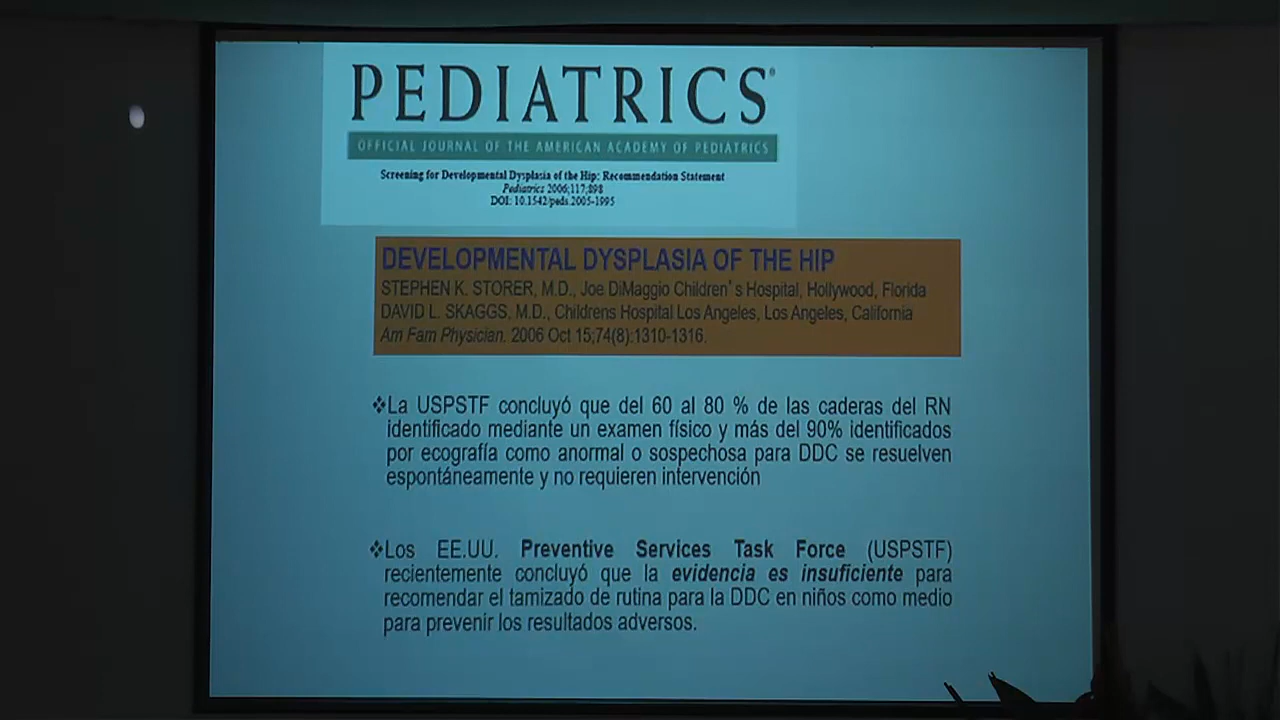 PEDIATRICS®
OFFICIAL JOURNAL OF THE AMERICAN ACADEMY OF PEDIATRICS
Screening for Developmental Dysplasia of the Hip: Recommendation Statement
Pediatrics 2006;117;898
DOI: 10.1542/peds.2005-1995
DEVELOPMENTAL DYSPLASIA OF THE HIP
STEPHEN K. STORER, M.D., Joe DiMaggio Children's Hospital, Hollywood, Florida
DAVID L. SKAGGS, M.D., Childrens Hospital Los Angeles, Los Angeles, California
Am Fam Physician. 2006 Oct 15;74(8):1310-1316.
❖La USPSTF concluyó que del 60 al 80 % de las caderas del RN
identificado mediante un examen físico y más del 90% identificados
por ecografía como anormal o sospechosa para DDC se resuelven
espontáneamente y no requieren intervención
❖Los EE.UU. Preventive Services Task Force (USPSTF)
recientemente concluyó que la evidencia es insuficiente para
recomendar el tamizado de rutina para la DDC en niños como medio
para prevenir los resultados adversos.